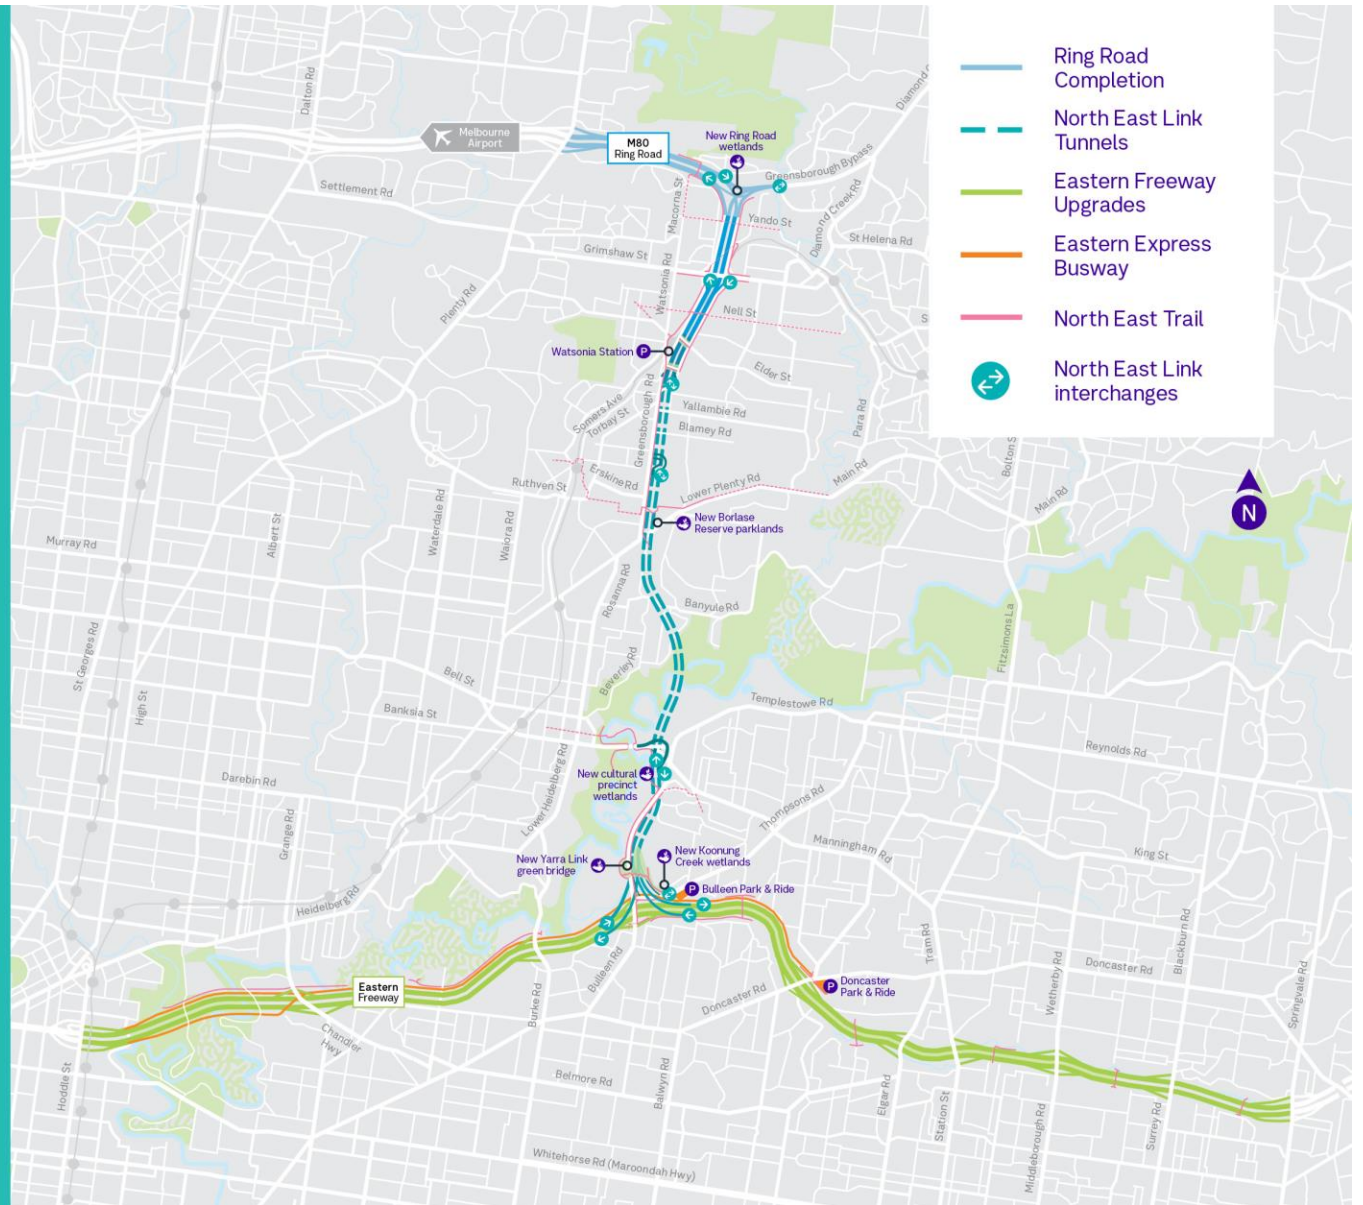 Ring Road
Completion
North East Link
Tunnels
Eastern Freeway
Upgrades
Eastern Express
Busway
North East Trail
North East Link
interchanges
N
Melbourne
Airport
M80
Ring Road
New Ring Road
wetlands
Greensborough Bypass
Dalton Rd
Settlement Rd
Macorna St
Yando St
Diamond Creek Rd
St Helena Rd
Grimshaw St
Watsonia Rd
Plenty Rd
Nell St
Watsonia Station
P
Elder St
Somers Ave
Torbay St
Greensborough Rd
Yallambie Rd
Blamey Rd
Para Rd
Erskine Rd
Ruthven St
Lower Plenty Rd
Main Rd
Main Rd
New Borlase
Reserve parklands
Murray Rd
Albert St
Waterdale Rd
Waiora Rd
Rosanna Rd
Banyule Rd
Fitzsimons La
St Georges Rd
High St
Bell St
Beverley Rd
Banksia St
Templestowe Rd
Reynolds Rd
Darebin Rd
Grange Rd
Lower Heidelberg Rd
New cultural
precinct
wetlands
Thompsons Rd
Manningham Rd
King St
New Yarra Link
green bridge
New Koonung
Creek wetlands
P
Bulleen Park & Ride
Heidelberg Rd
Bulleen Rd
Tram Rd
Blackburn Rd
Doncaster Rd
Wetherby Rd
Springvale Rd
Eastern
Freeway
P
Doncaster
Park & Ride
Doncaster Rd
Burke Rd
Chandler
Hwy
Hoddle St
Belmore Rd
Balwyn Rd
Elgar Rd
Station St
Middleborough Rd
Surrey Rd
Whitehorse Rd (Maroondah Hwy)